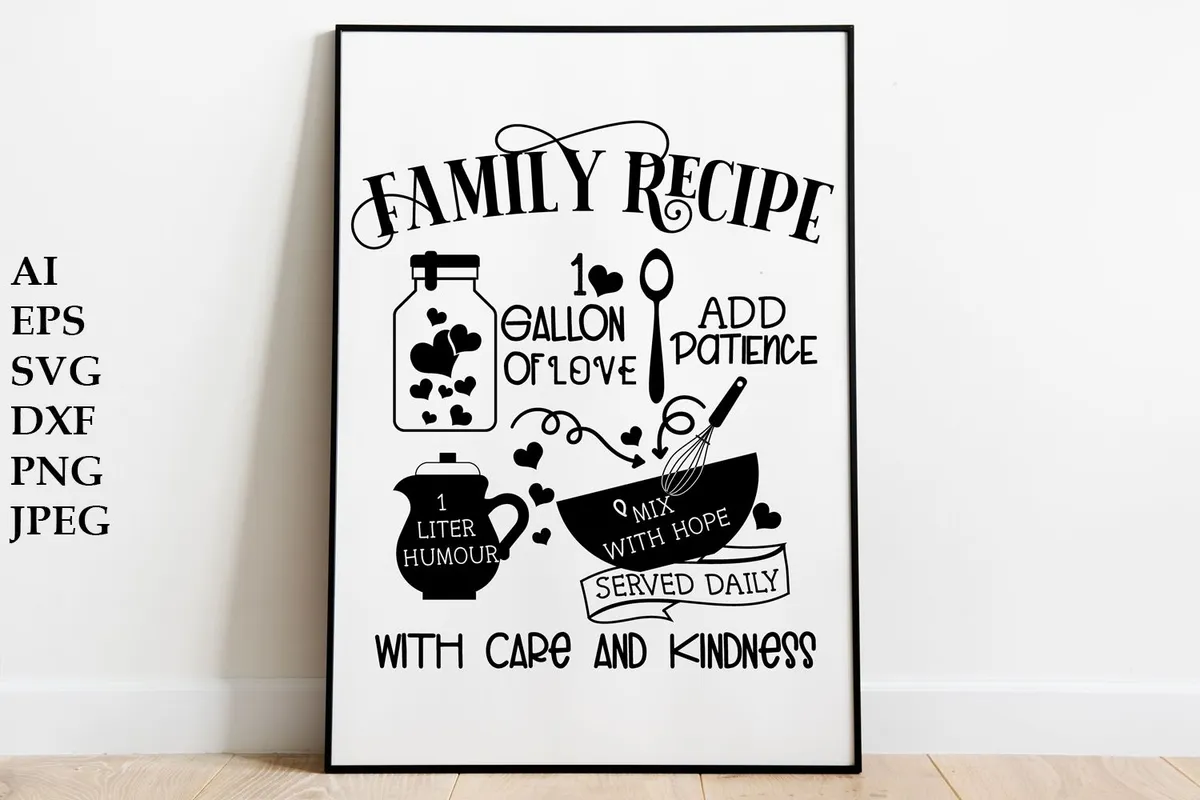 AI
EPS
SVG
DXF
PNG
JPEG
FAMILY RECIPE
1
GALLON
OF LOVE
ADD
PATIENCE
1
LITER
HUMOUR
MIX
WITH HOPE
SERVED DAILY
WITH CARE AND KINDNESS